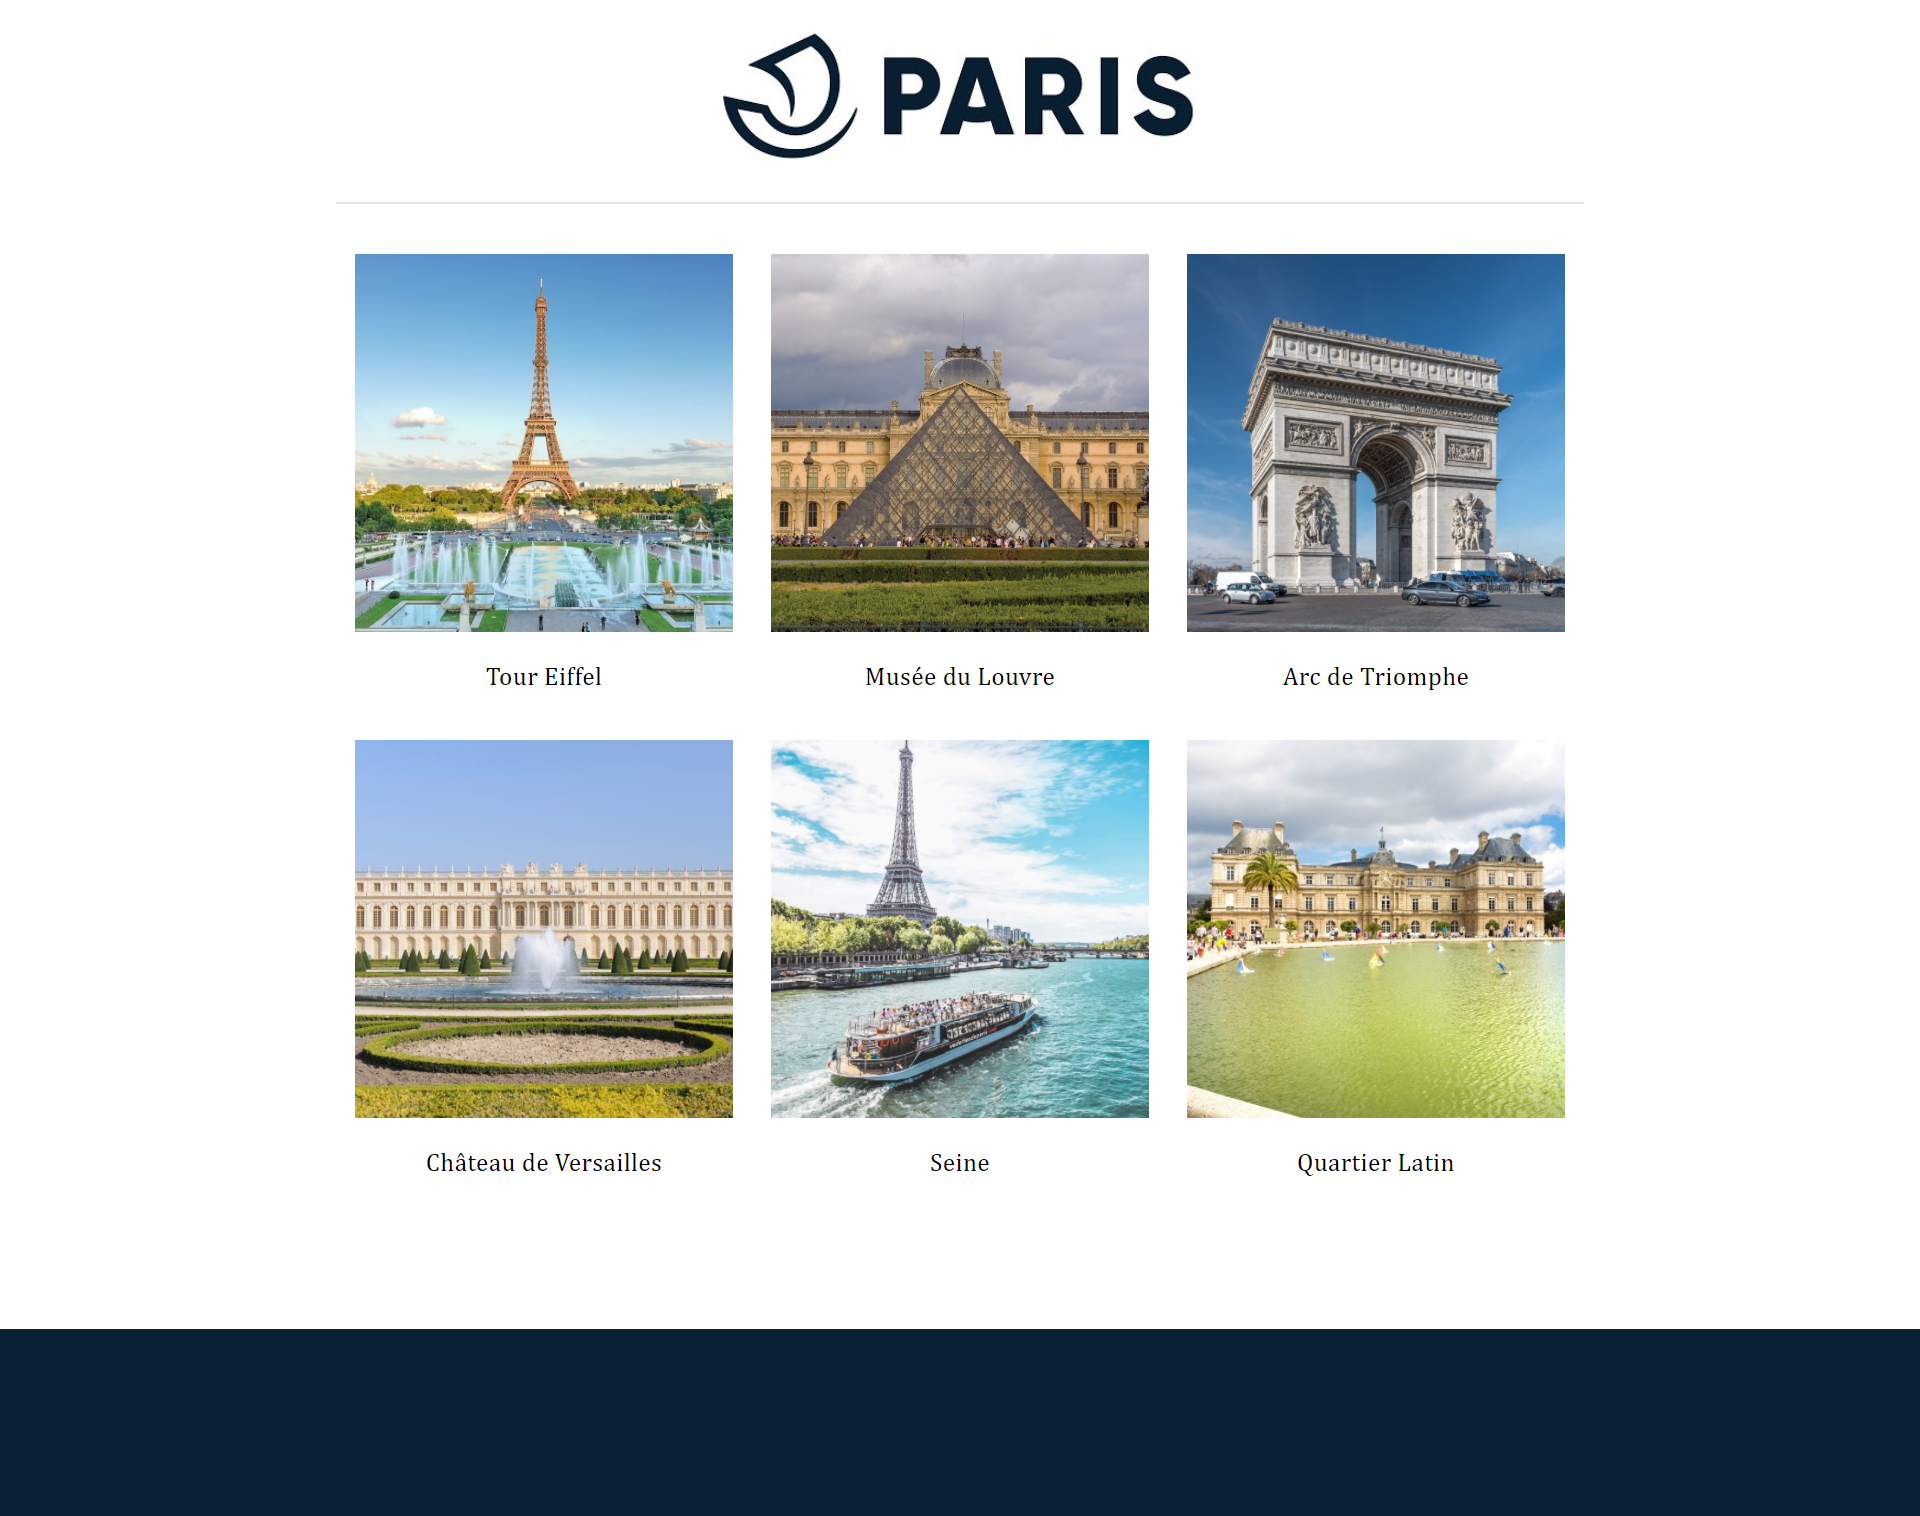 PARIS
Tour Eiffel
Musée du Louvre
Arc de Triomphe
Château de Versailles
Seine
Quartier Latin